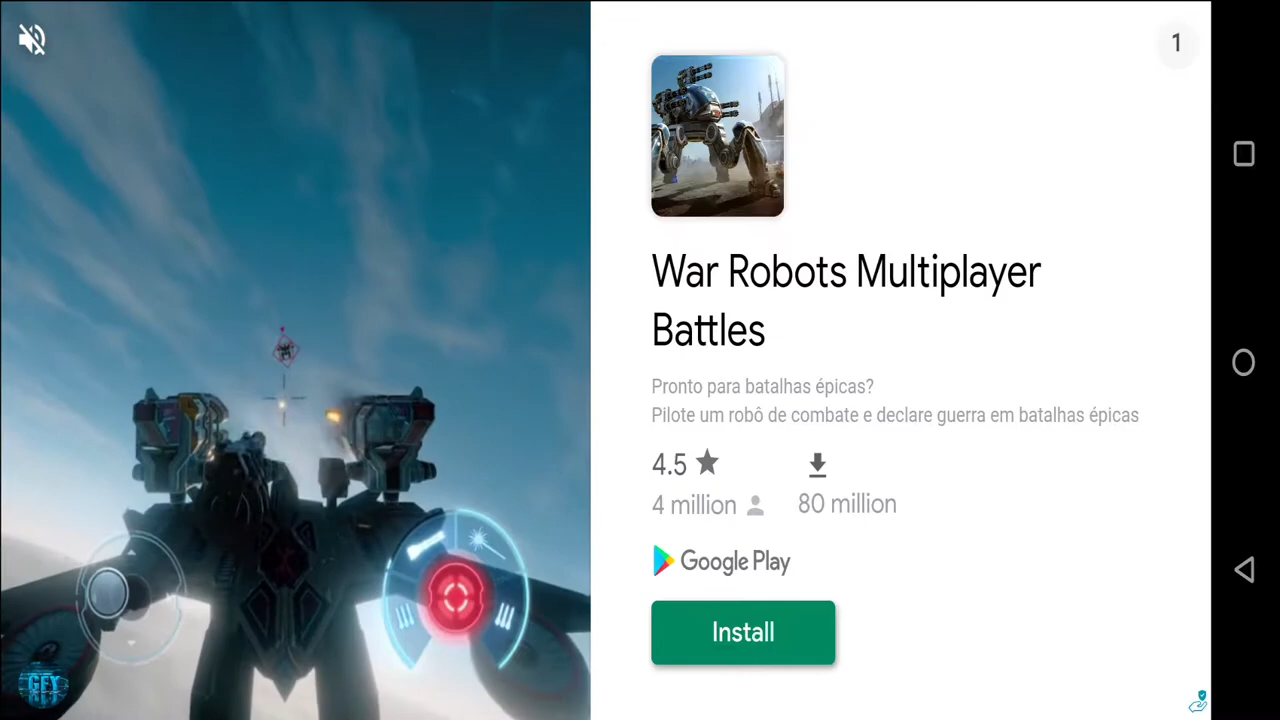 1
War Robots Multiplayer
Battles
Pronto para batalhas épicas?
Pilote um robô de combate e declare guerra em batalhas épicas
4.5
4 million
80 million
Google Play
Install
GFY